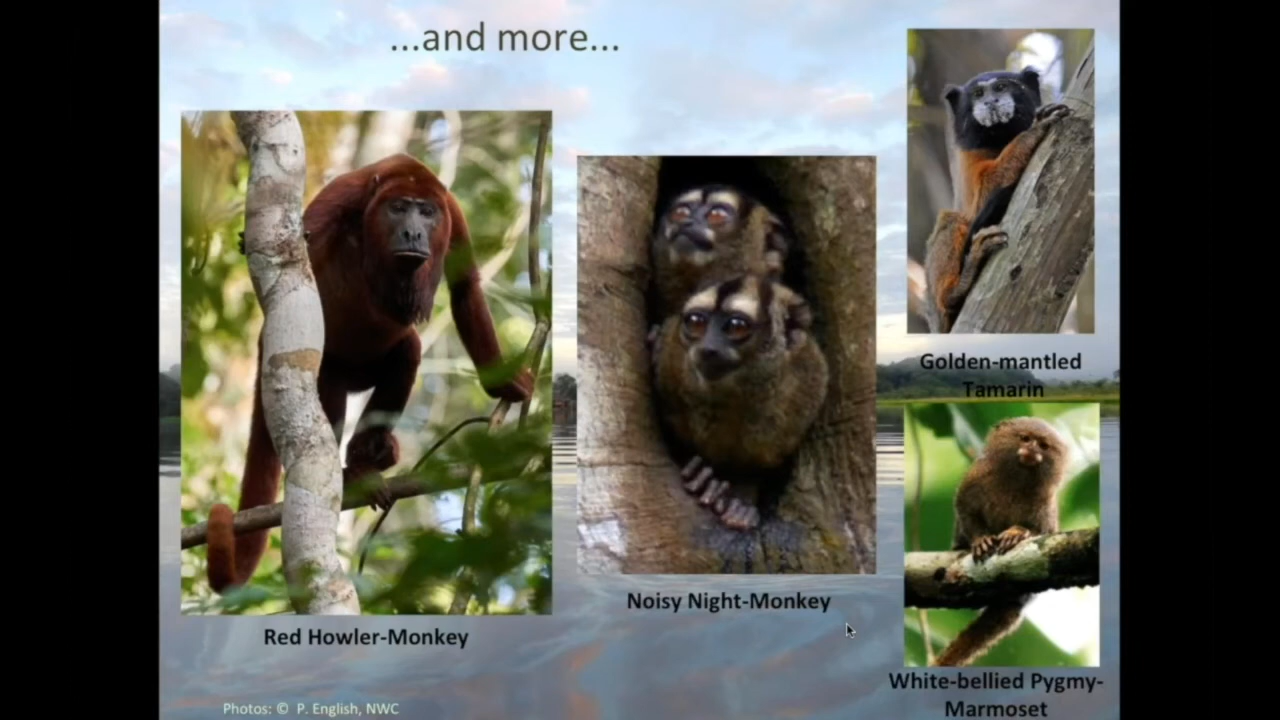 ...and more...
Golden-mantled
Tamarin
Noisy Night-Monkey
Red Howler-Monkey
White-bellied Pygmy-
Marmoset
Photos: © P. English, NWC